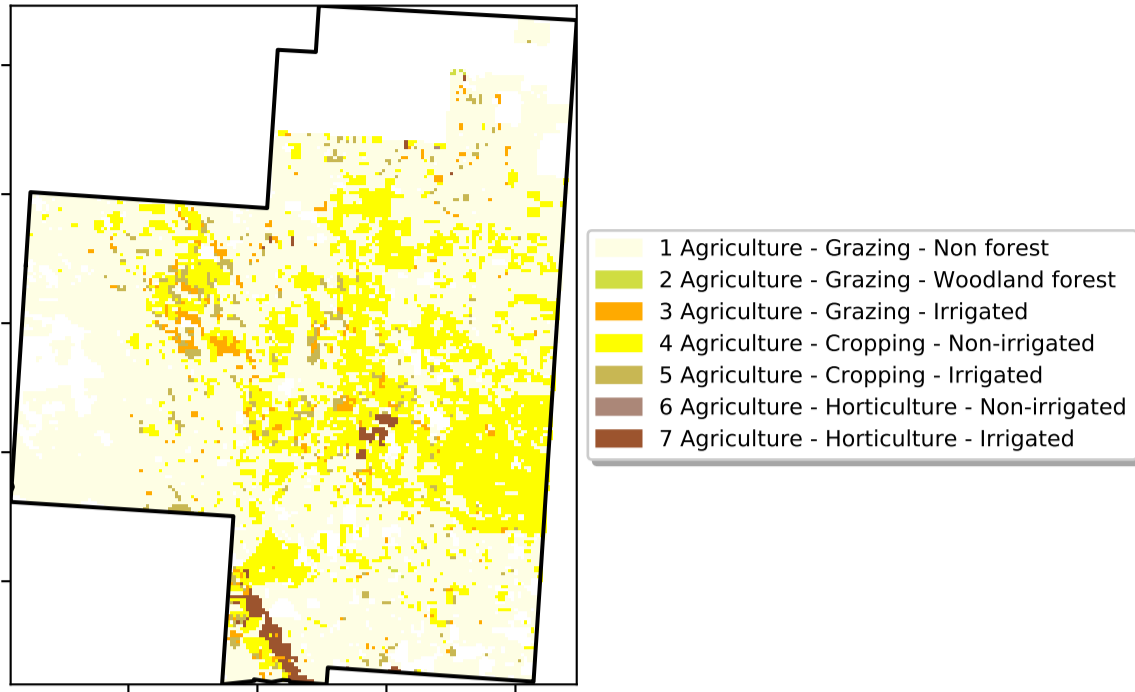 1 Agriculture - Grazing - Non forest
2 Agriculture - Grazing - Woodland forest
3 Agriculture - Grazing - Irrigated
4 Agriculture - Cropping - Non-irrigated
5 Agriculture - Cropping - Irrigated
6 Agriculture - Horticulture - Non-irrigated
7 Agriculture - Horticulture - Irrigated